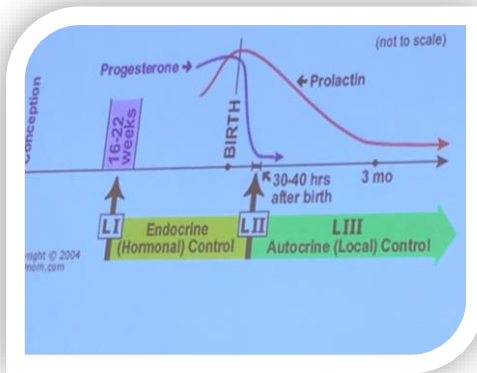 (not to scale)
Progesterone
Prolactin
Conception
16-22
weeks
BIRTH
30-40 hrs
after birth
3 mo
LI
Endocrine
(Hormonal) Control
LII
LIII
Autocrine (Local) Control
right © 2004
mom.com